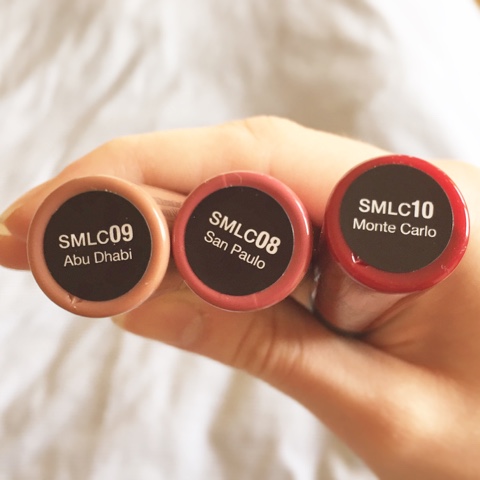 SMLC09
Abu Dhabi
SMLC08
San Paulo
SMLC10
Monte Carlo